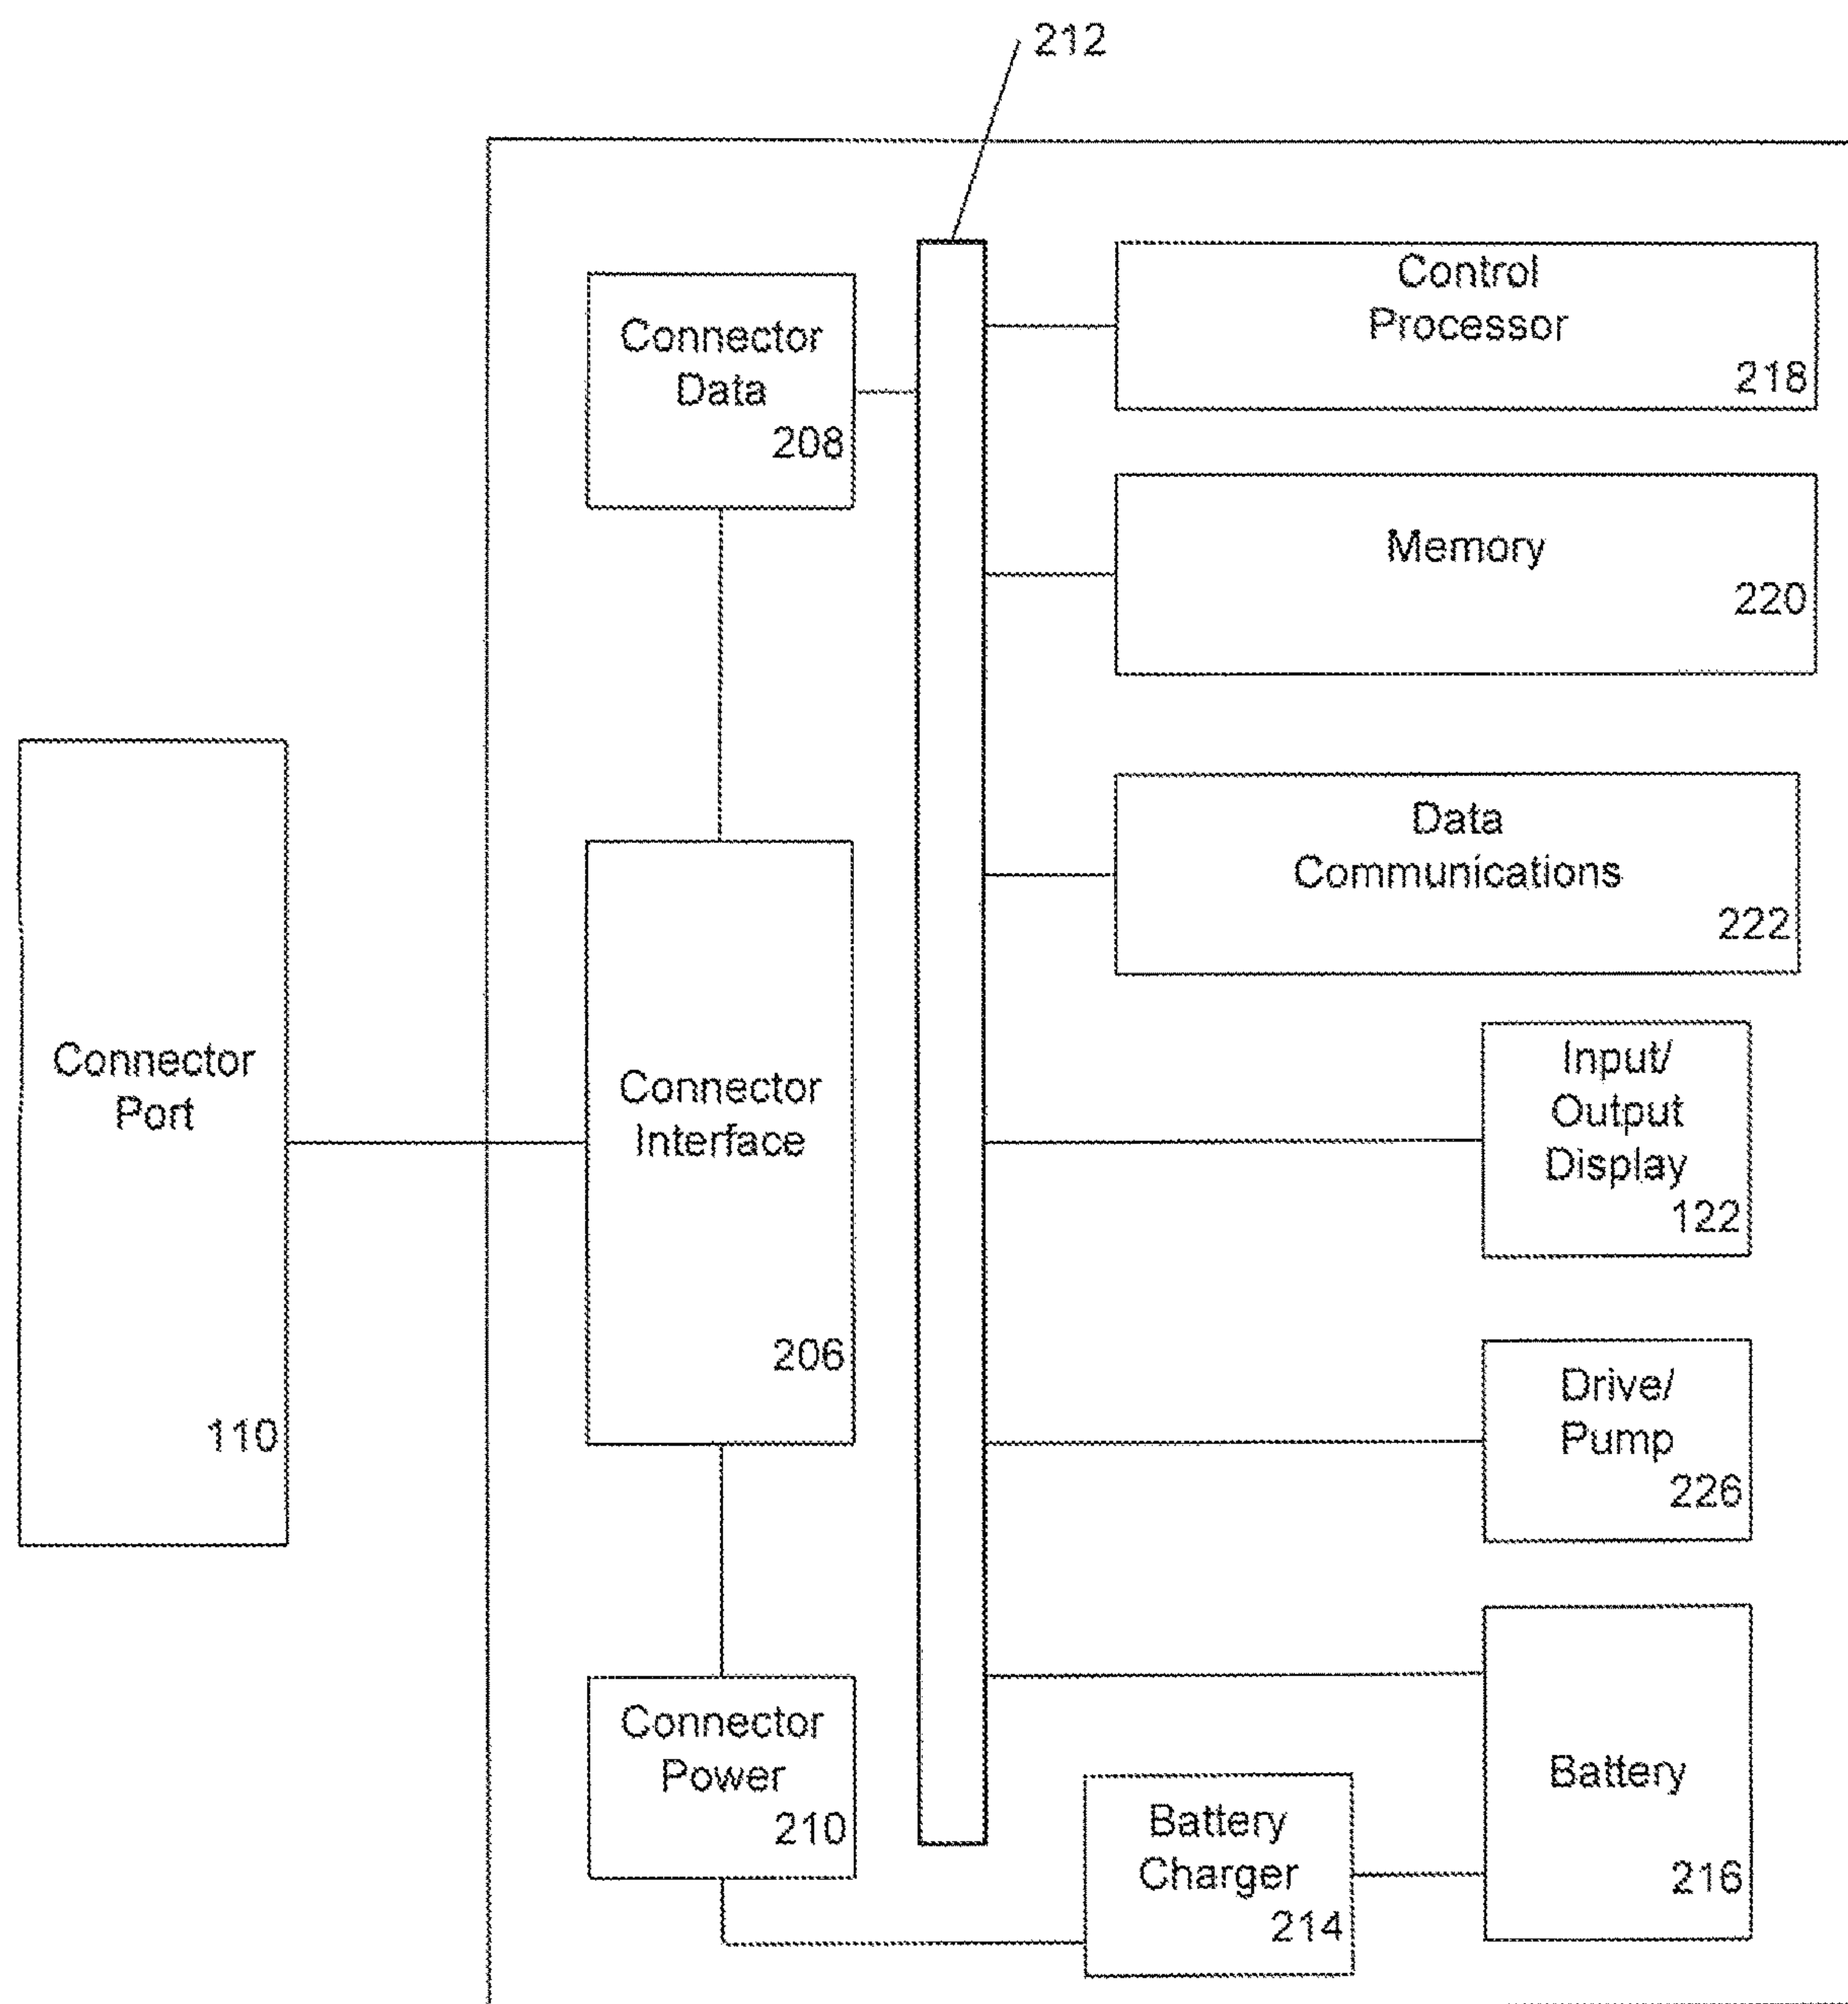 212
Control
Processor
218
Connector
Data
208
Memory
220
Data
Communications
222
Connector
Port
110
Connector
Interface
206
Input/
Output
Display
122
Drive/
Pump
226
Connector
Power
210
Battery
Charger
214
Battery
216